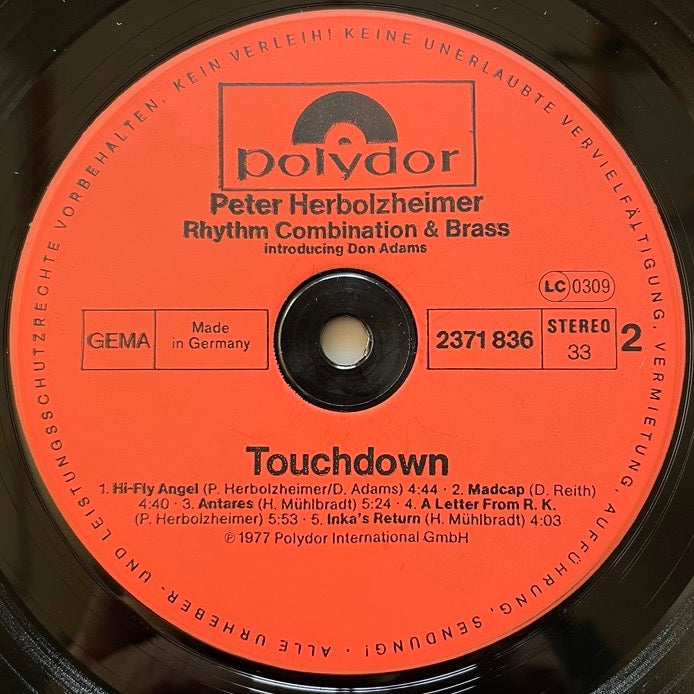 ALLE URHEBER- UND LEISTUNGSSCHUTZRECHTE VORBEHALTEN. KEIN VERLEIH! KEINE UNERLAUBTE VERVIELFÄLTIGUNG, VERMIETUNG, AUFFÜHRUNG, SENDUNG! ·
polydor
Peter Herbolzheimer
Rhythm Combination & Brass
introducing Don Adams
LC 0309
GEMA
Made
in Germany
2371 836
STEREO
33
2
Touchdown
1. Hi-Fly Angel (P. Herbolzheimer/D. Adams) 4:44 · 2. Madcap (D. Reith)
4:40 · 3. Antares (H. Mühlbradt) 5:24 · 4. A Letter From R. K.
(P. Herbolzheimer) 5:53 · 5. Inka's Return (H. Mühlbradt) 4:03
℗ 1977 Polydor International GmbH